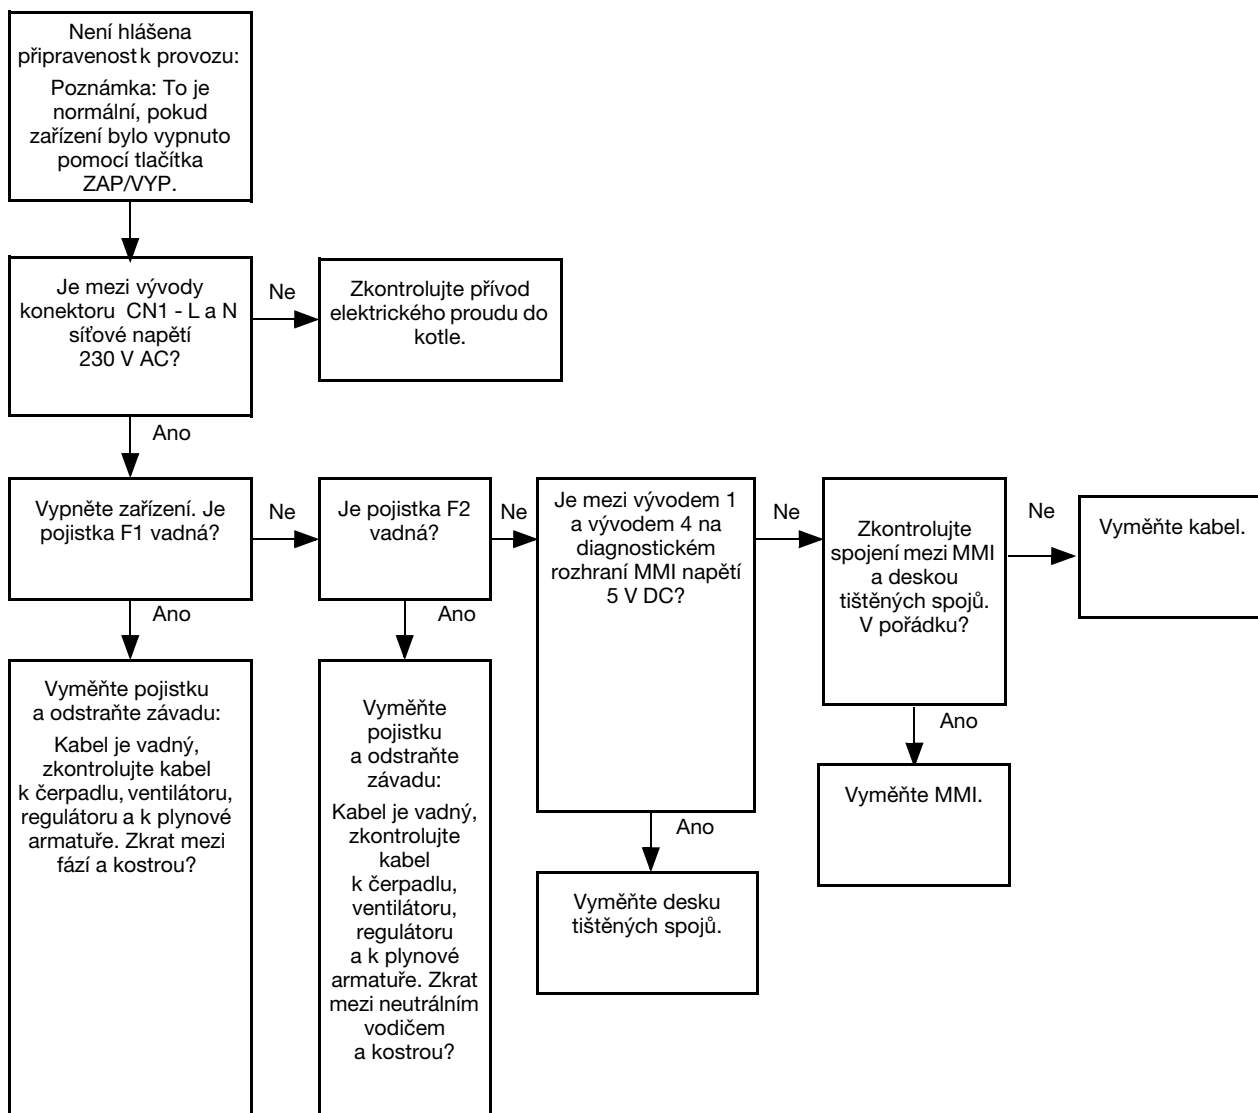 Není hlášena
připravenost k provozu:
Poznámka: To je
normální, pokud
zařízení bylo vypnuto
pomocí tlačítka
ZAP/VYP.
Je mezi vývody
konektoru CN1 - L a N
síťové napětí
230 V AC?
Ne
Zkontrolujte přívod
elektrického proudu do
kotle.
Ano
Vypněte zařízení. Je
pojistka F1 vadná?
Ne
Je pojistka F2
vadná?
Ne
Je mezi vývodem 1
a vývodem 4 na
diagnostickém
rozhraní MMI napětí
5 V DC?
Ne
Zkontrolujte
spojení mezi MMI
a deskou
tištěných spojů.
V pořádku?
Ne
Vyměňte kabel.
Ano
Vyměňte pojistku
a odstraňte závadu:
Kabel je vadný,
zkontrolujte kabel
k čerpadlu, ventilátoru,
regulátoru a k plynové
armatuře. Zkrat mezi
fází a kostrou?
Ano
Vyměňte
pojistku
a odstraňte
závadu:
Kabel je vadný,
zkontrolujte
kabel
k čerpadlu,
ventilátoru,
regulátoru
a k plynové
armatuře. Zkrat
mezi neutrálním
vodičem
a kostrou?
Ano
Vyměňte desku
tištěných spojů.
Ano
Vyměňte MMI.